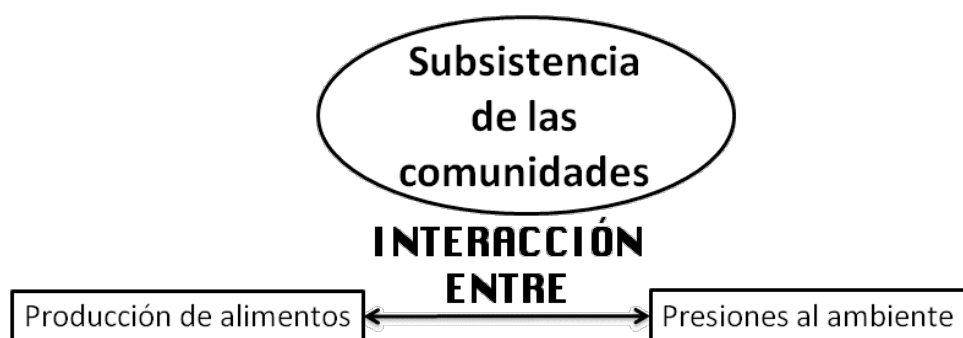 Subsistencia
de las
comunidades
INTERACCIÓN
ENTRE
Producción de alimentos
Presiones al ambiente